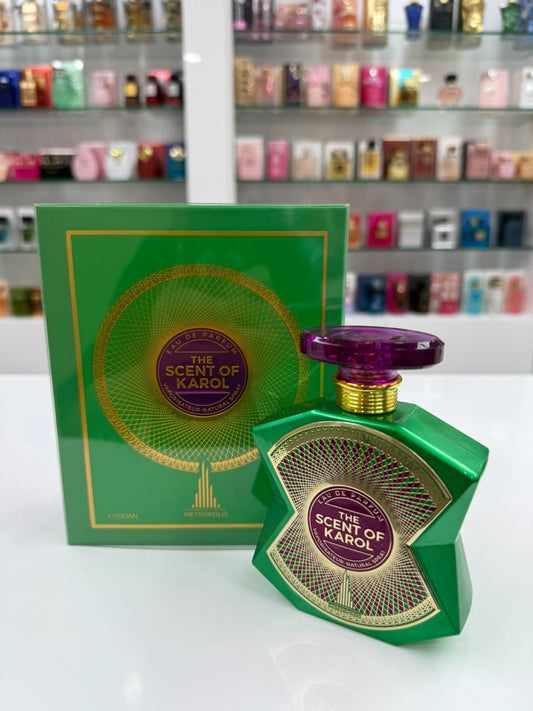 EAU DE PARFUM
THE
SCENT OF
KAROL
VAPORISATEUR-NATURAL SPRAY
e100ML
METROPOLIS
EAU DE PARFUM
THE
SCENT OF
KAROL
VAPORISATEUR-NATURAL SPRAY